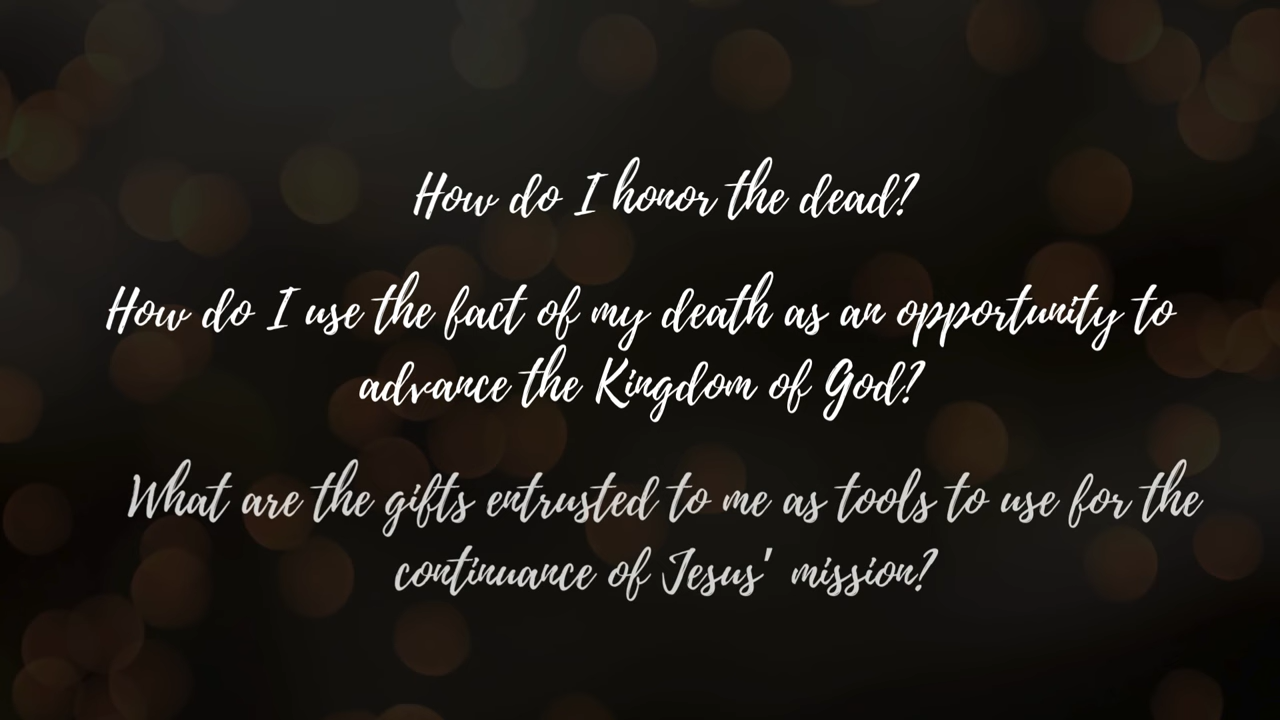 How do I honor the dead?
How do I use the fact of my death as an opportunity to
advance the Kingdom of God?
What are the gifts entrusted to me as tools to use for the
continuance of Jesus' mission?